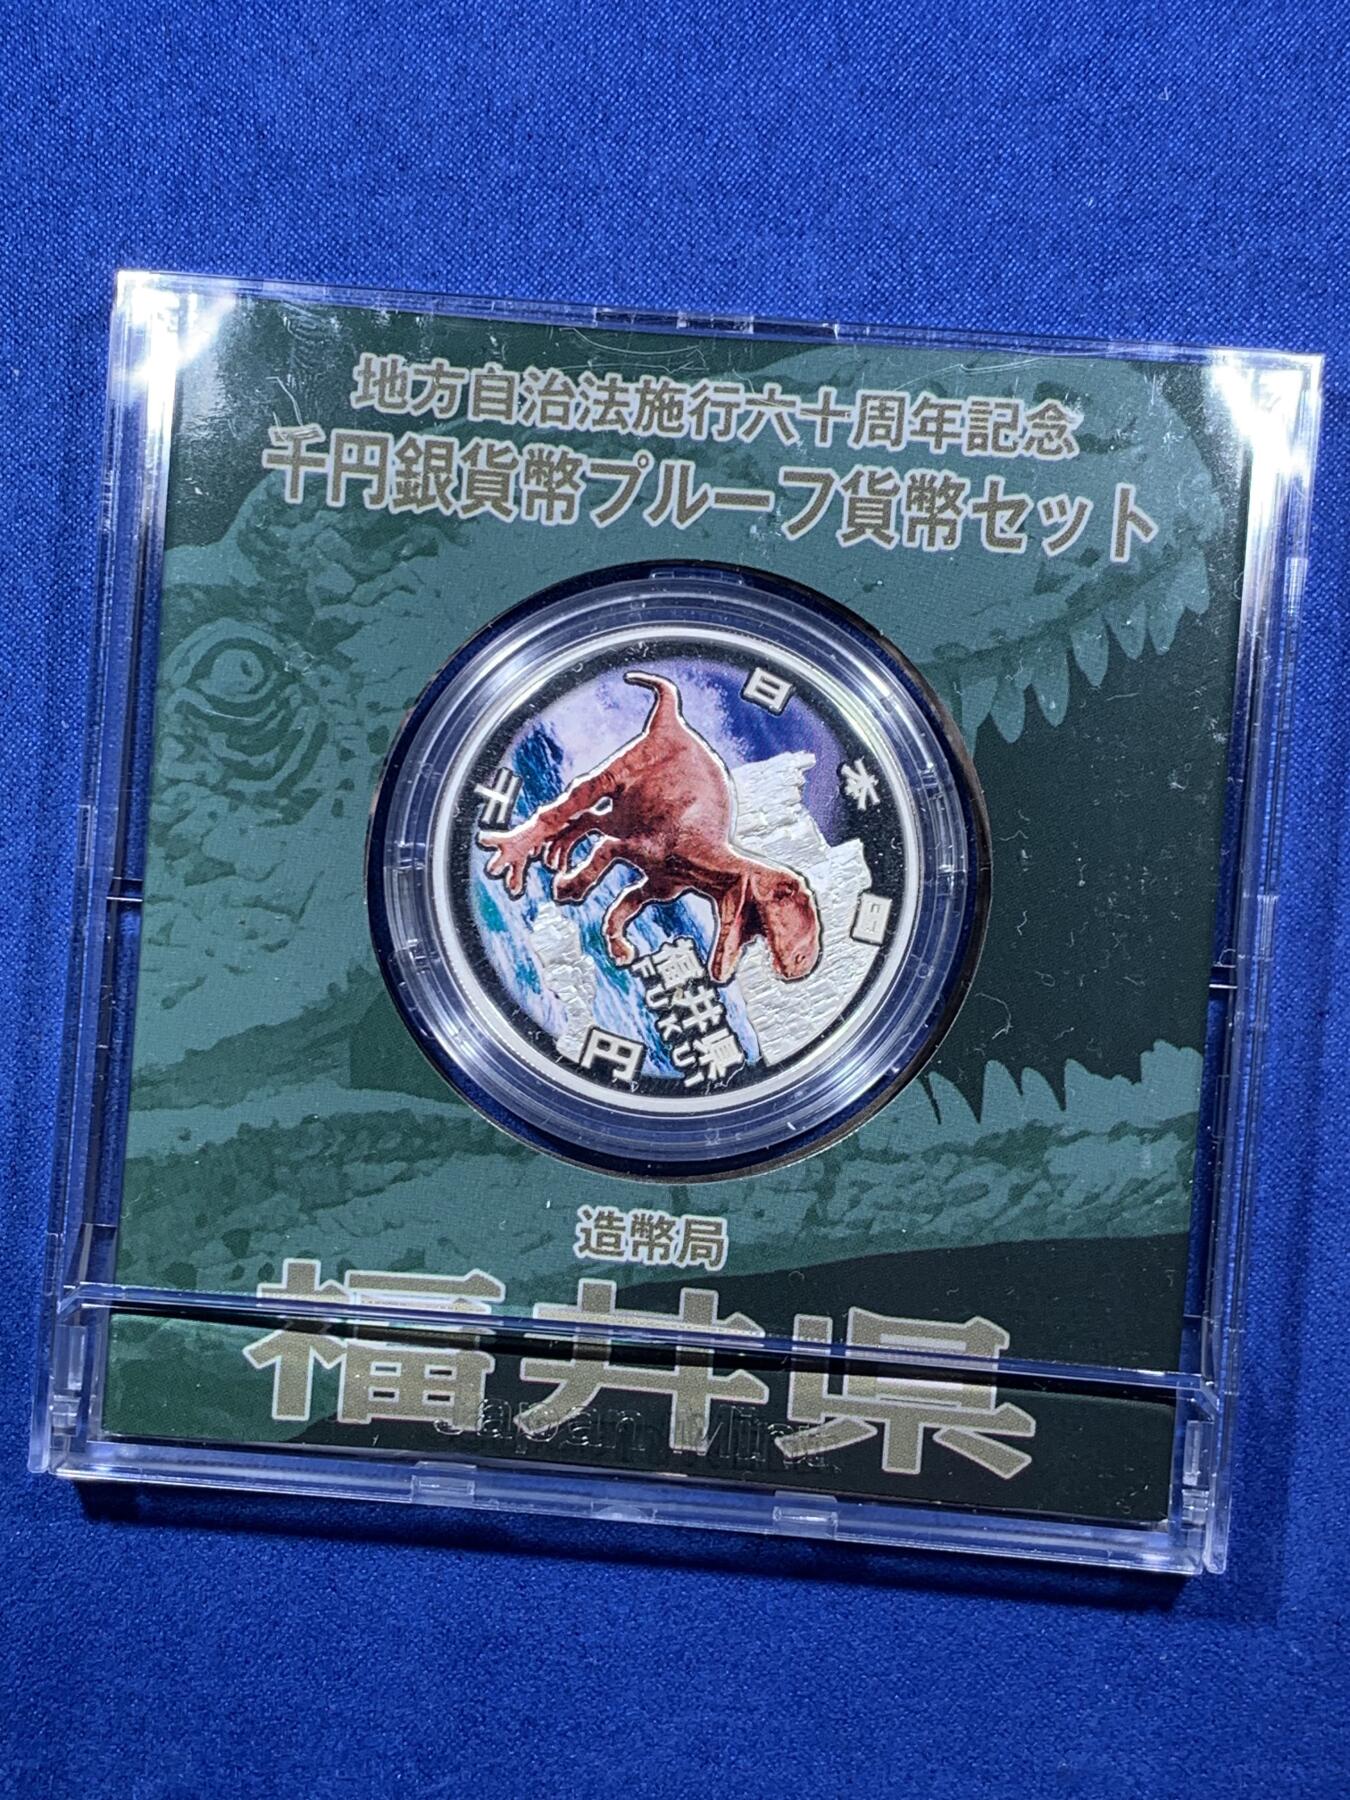 地方自治法施行六十周年記念
千円銀貨幣プルーフ貨幣セット
日本国
千円
福井県
FUKUI
造幣局
福井県
Japan Mint